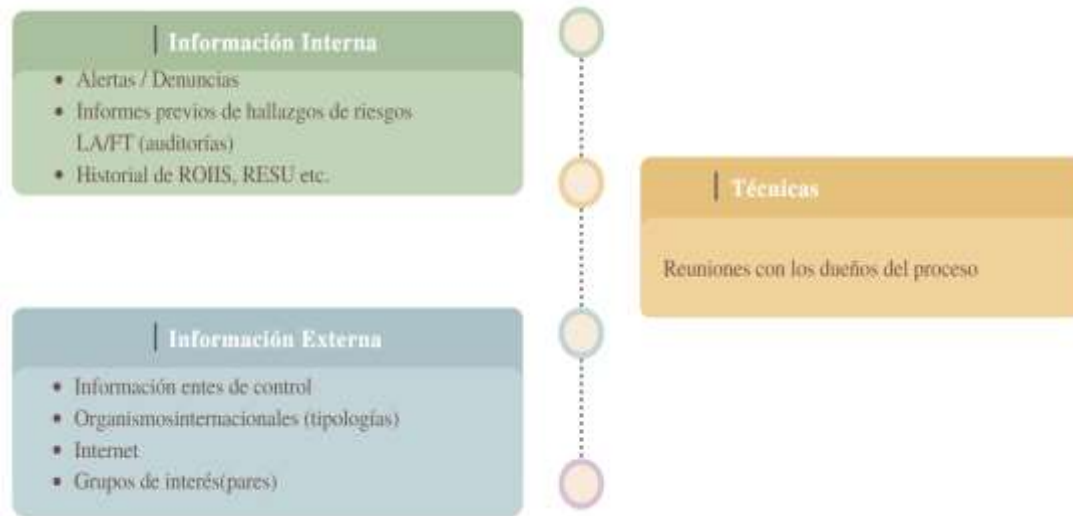 Información Interna
• Alertas / Denuncias
• Informes previos de hallazgos de riesgos
LA/FT (auditorías)
• Historial de ROIIS, RESU etc.
Técnicas
Reuniones con los dueños del proceso
Información Externa
• Información entes de control
• Organismosinternacionales (tipologías)
• Internet
• Grupos de interés(pares)